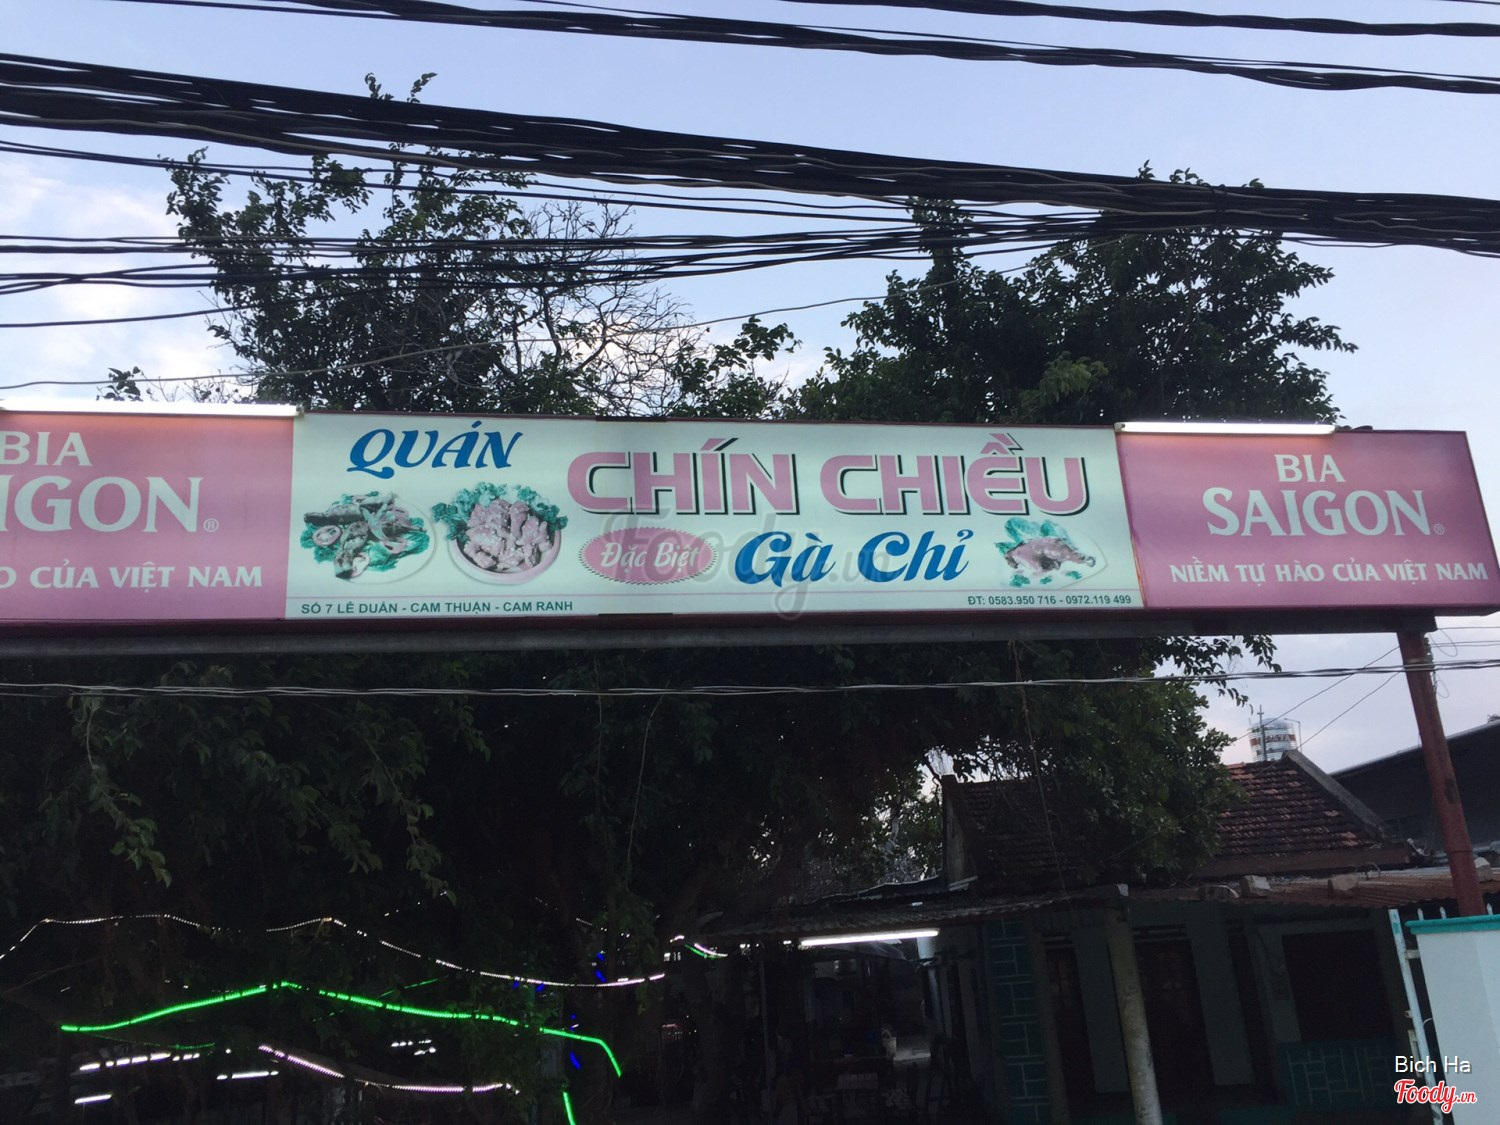 BIA
IGON®
O CỦA VIỆT NAM
QUÁN
CHÍN CHIỀU
Đặc Biệt
Gà Chỉ
SỐ 7 LÊ DUẨN - CAM THUẬN - CAM RANH
ĐT: 0583.950 716 - 0972.119 499
BIA
SAIGON®
NIỀM TỰ HÀO CỦA VIỆT NAM
Foody.vn
Bich Ha
Foody.vn